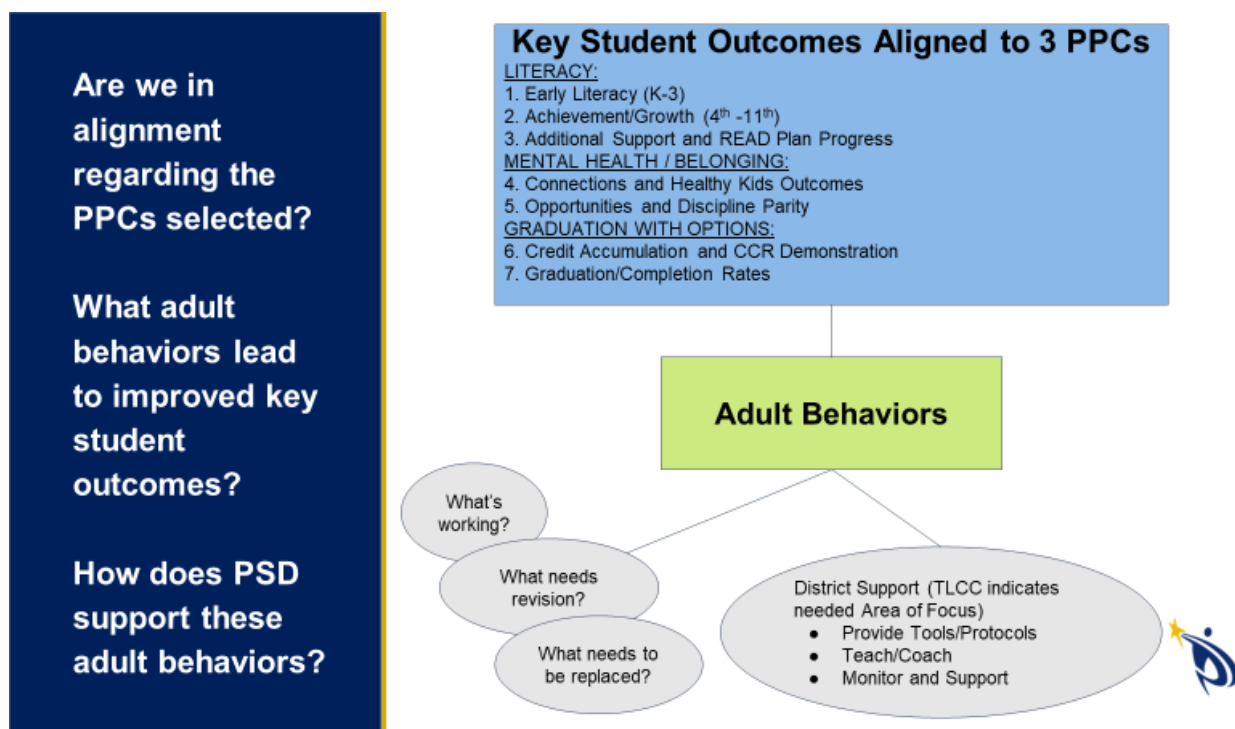 Are we in
alignment
regarding the
PPCs selected?
What adult
behaviors lead
to improved key
student
outcomes?
How does PSD
support these
adult behaviors?
Key Student Outcomes Aligned to 3 PPCs
LITERACY:
1. Early Literacy (K-3)
2. Achievement/Growth (4th -11th)
3. Additional Support and READ Plan Progress
MENTAL HEALTH / BELONGING:
4. Connections and Healthy Kids Outcomes
5. Opportunities and Discipline Parity
GRADUATION WITH OPTIONS:
6. Credit Accumulation and CCR Demonstration
7. Graduation/Completion Rates
Adult Behaviors
What's
working?
What needs
revision?
What needs to
be replaced?
District Support (TLCC indicates
needed Area of Focus)
● Provide Tools/Protocols
● Teach/Coach
● Monitor and Support